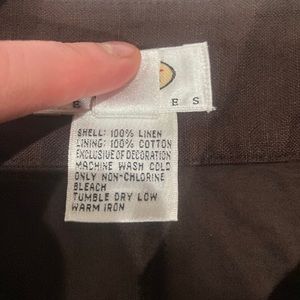 E
E S
SHELL: 100% LINEN
LINING: 100% COTTON
EXCLUSIVE OF DECORATION
MACHINE WASH COLD
ONLY NON-CHLORINE
BLEACH
TUMBLE DRY LOW
WARM IRON